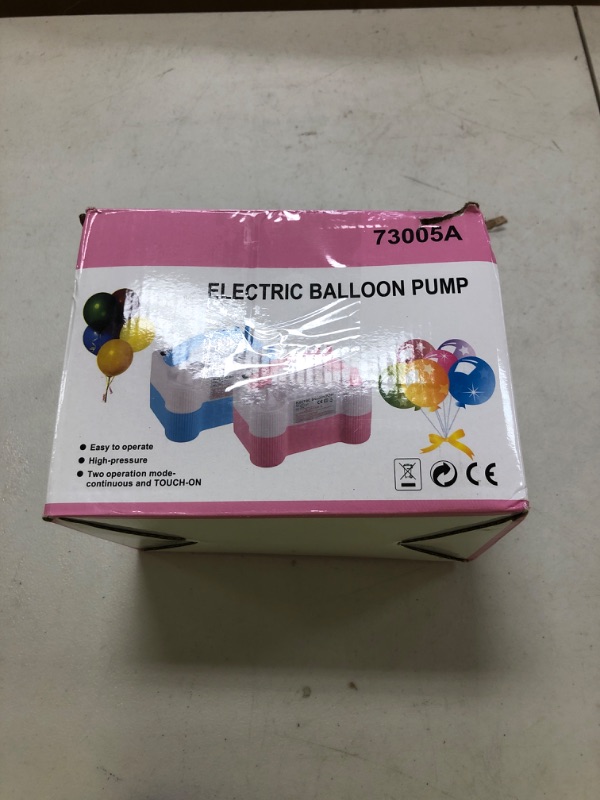 73005A
ELECTRIC BALLOON PUMP
● Easy to operate
● High-pressure
● Two operation mode-
continuous and TOUCH-ON
CE